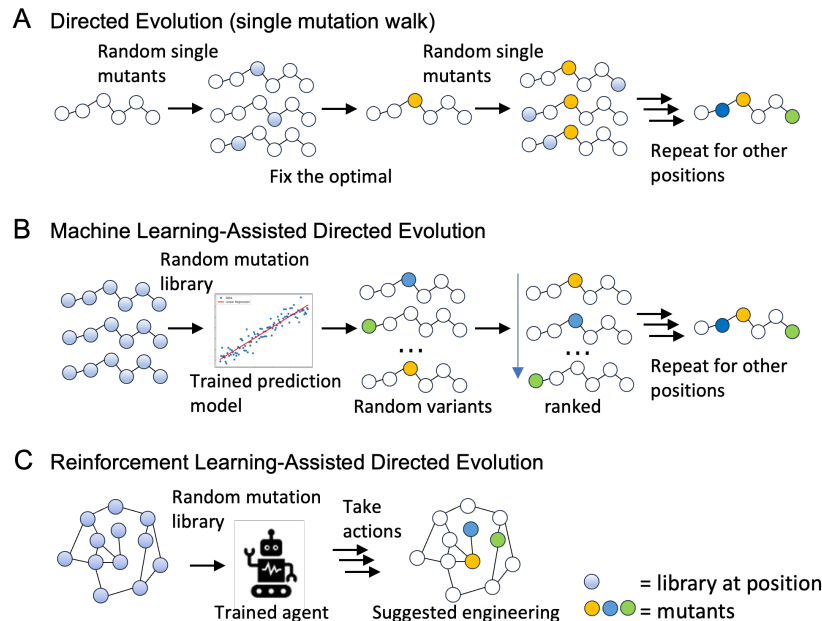 A Directed Evolution (single mutation walk)
Random single
mutants
Random single
mutants
Fix the optimal
Repeat for other
positions
B Machine Learning-Assisted Directed Evolution
Random mutation
library
Trained prediction
model
...
Random variants
...
ranked
Repeat for other
positions
C Reinforcement Learning-Assisted Directed Evolution
Random mutation
library
Trained agent
Take
actions
Suggested engineering
= library at position
= mutants